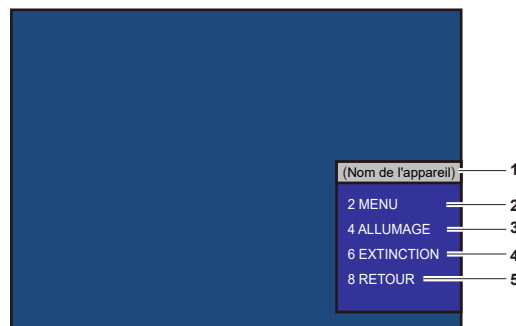 (Nom de l'appareil) 1
2 MENU 2
4 ALLUMAGE 3
6 EXTINCTION 4
8 RETOUR 5